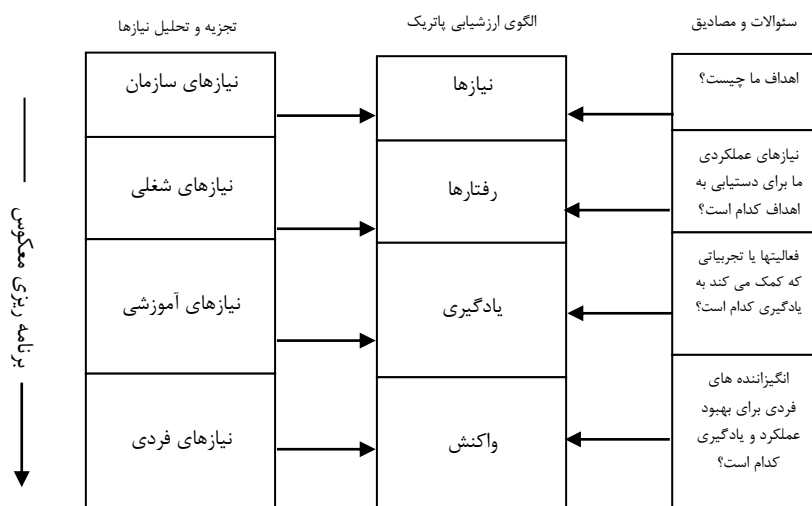 سئوالات و مصادیق
الگوی ارزشیابی پاتریک
تجزیه و تحلیل نیازها
اهداف ما چیست؟
نیازها
نیازهای سازمان
نیازهای عملکردی
ما برای دستیابی به
اهداف کدام است؟
رفتارها
نیازهای شغلی
فعالیتها یا تجربیاتی
که کمک می کند به
یادگیری کدام است؟
یادگیری
نیازهای آموزشی
انگیزاننده های
فردی برای بهبود
عملکرد و یادگیری
کدام است؟
واکنش
نیازهای فردی
برنامه ریزی معکوس